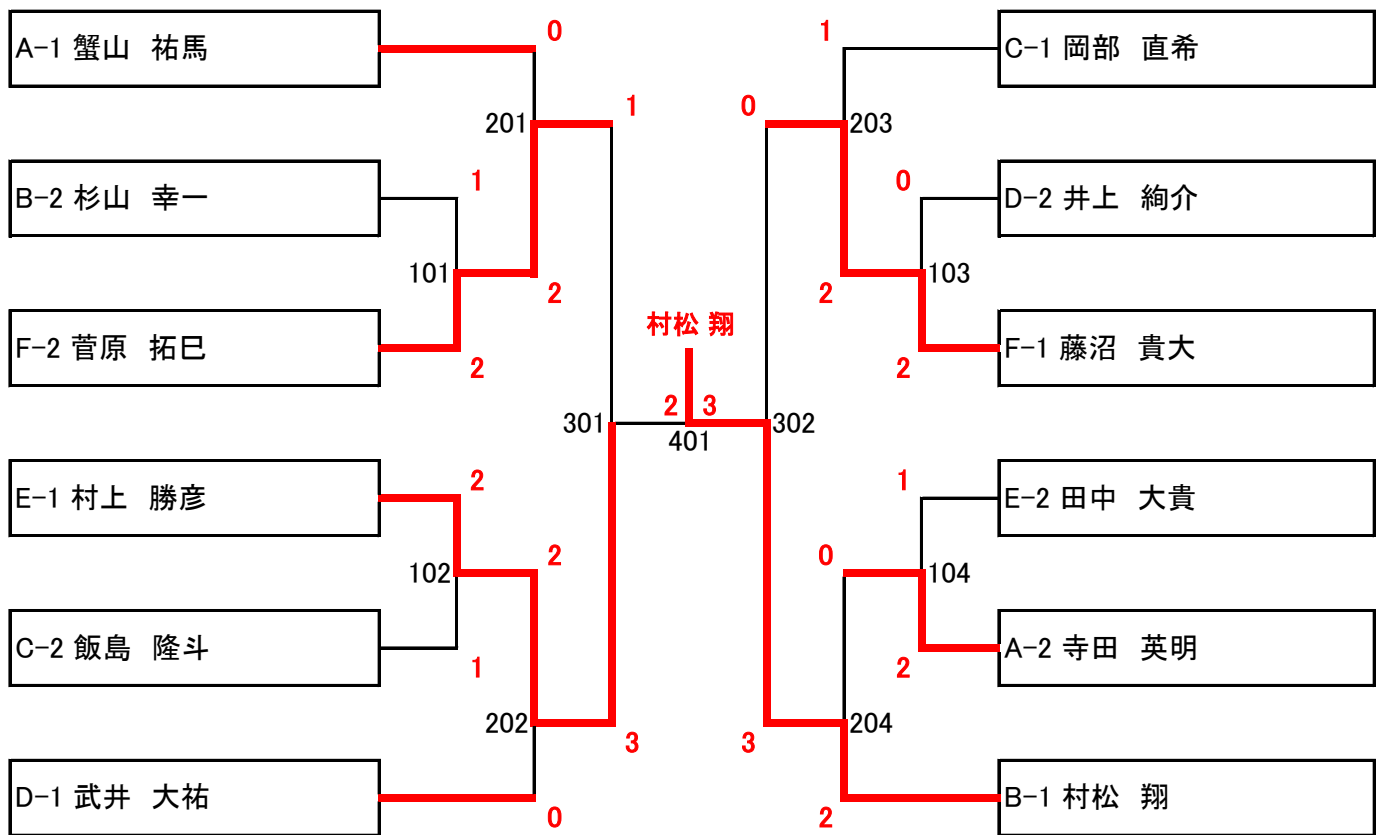 A-1 蟹山　祐馬
0
1
201
B-2 杉山　幸一
1
101
2
F-2 菅原　拓巳
2
301
E-1 村上　勝彦
2
102
2
C-2 飯島　隆斗
1
202
3
D-1 武井　大祐
0
村松 翔
2 3
401
1
C-1 岡部　直希
0
203
0
D-2 井上　絢介
103
2
2
F-1 藤沼　貴大
302
1
E-2 田中　大貴
0
104
2
A-2 寺田　英明
204
3
2
B-1 村松　翔